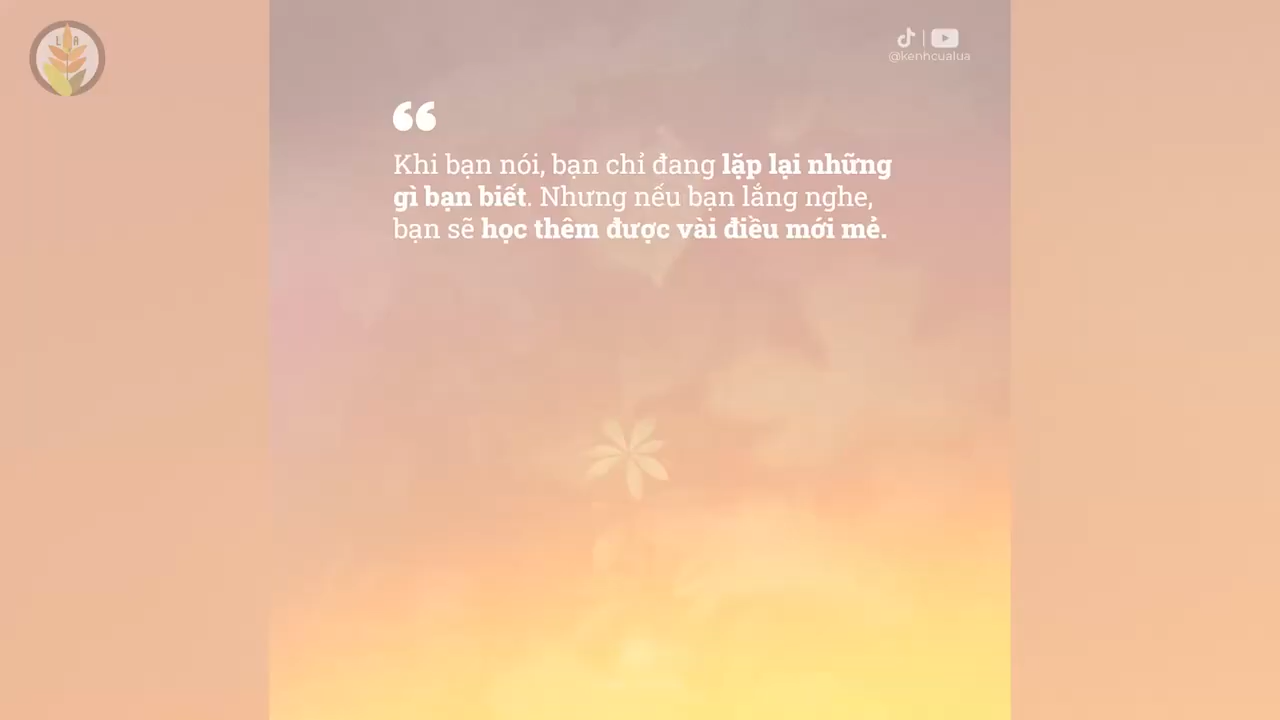 L A
@kenhcualua
Khi bạn nói, bạn chỉ đang lặp lại những
gì bạn biết. Nhưng nếu bạn lắng nghe,
bạn sẽ học thêm được vài điều mới mẻ.